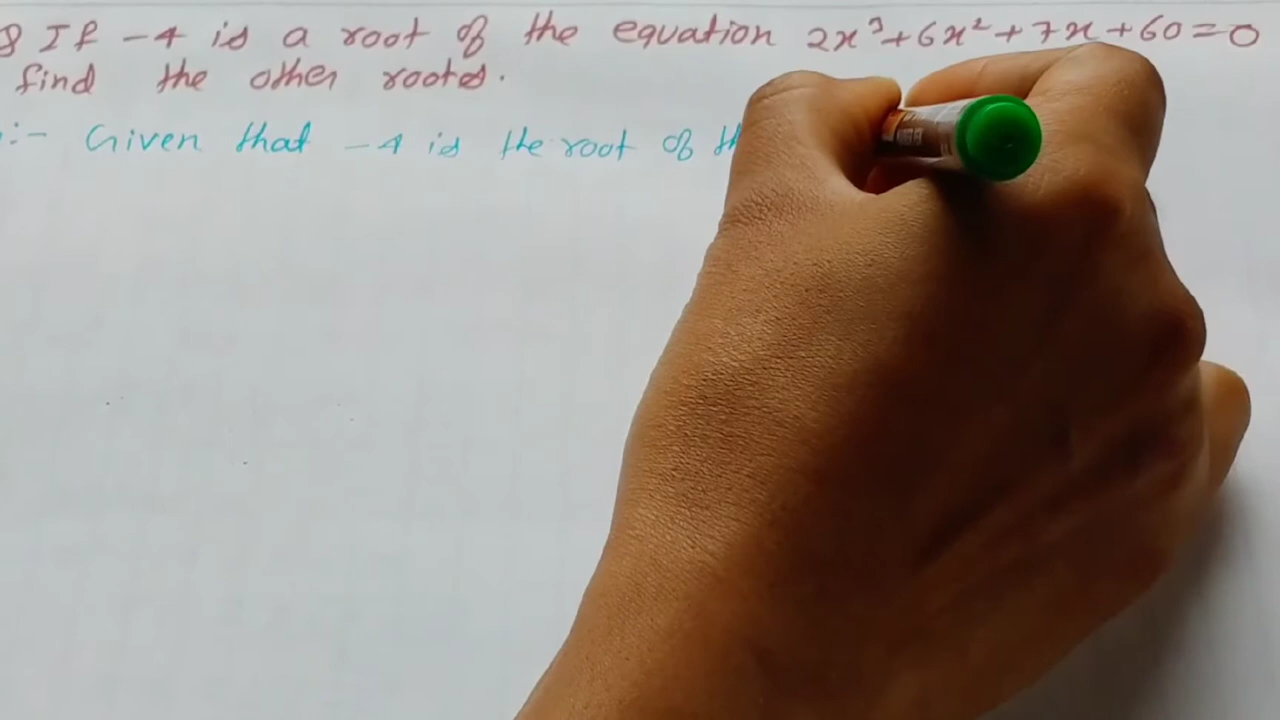 If -4 is a root of the equation 2x³+6x²+7x+60=0
find the other roots.
:- Given that -4 is the root of th